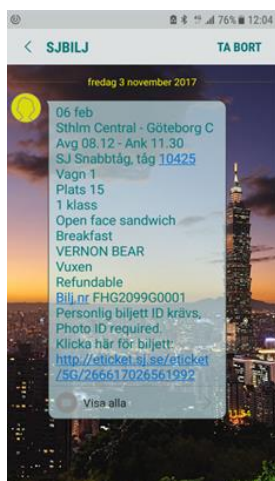 76% 12:04
SJBILJ TA BORT
fredag 3 november 2017
06 feb
Sthlm Central - Göteborg C
Avg 08.12 - Ank 11.30
SJ Snabbtåg, tåg 10425
Vagn 1
Plats 15
1 klass
Open face sandwich
Breakfast
VERNON BEAR
Vuxen
Refundable
Bilj.nr FHG2099G0001
Personlig biljett ID krävs,
Photo ID required.
Klicka här för biljett:
http://eticket.sj.se/eticket
/5G/266617026561992
Visa alla